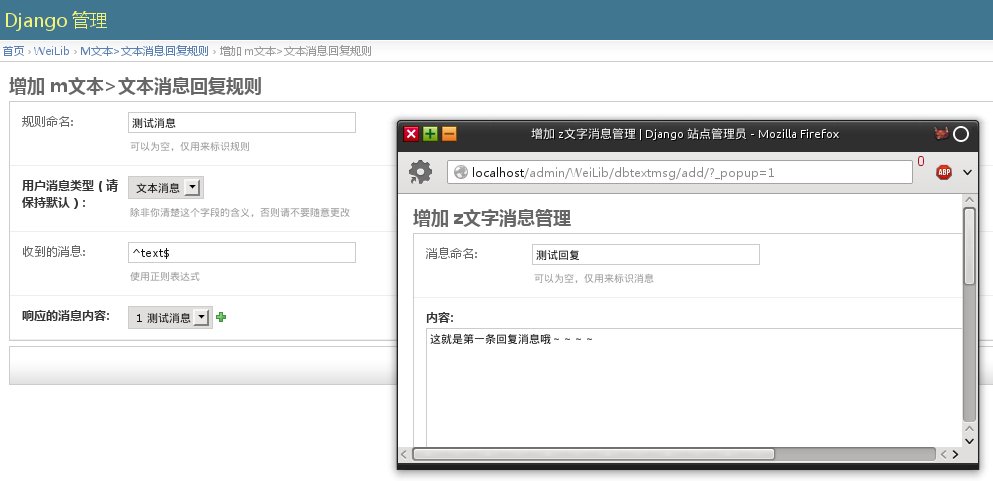 Django 管理
首页 › WeiLib › M文本>文本消息回复规则 › 增加 m文本>文本消息回复规则
增加 m文本>文本消息回复规则
规则命名:
测试消息
可以为空，仅用来标识规则
用户消息类型 ( 请
保持默认 ) :
文本消息
除非你清楚这个字段的含义，否则请不要随意更改
收到的消息:
^text$
使用正则表达式
响应的消息内容:
1 测试消息
增加 z文字消息管理 | Django 站点管理员 - Mozilla Firefox
localhost/admin/WeiLib/dbtextmsg/add/?_popup=1
0
ABP
增加 z文字消息管理
消息命名:
测试回复
可以为空，仅用来标识消息
内容:
这就是第一条回复消息哦～～～～